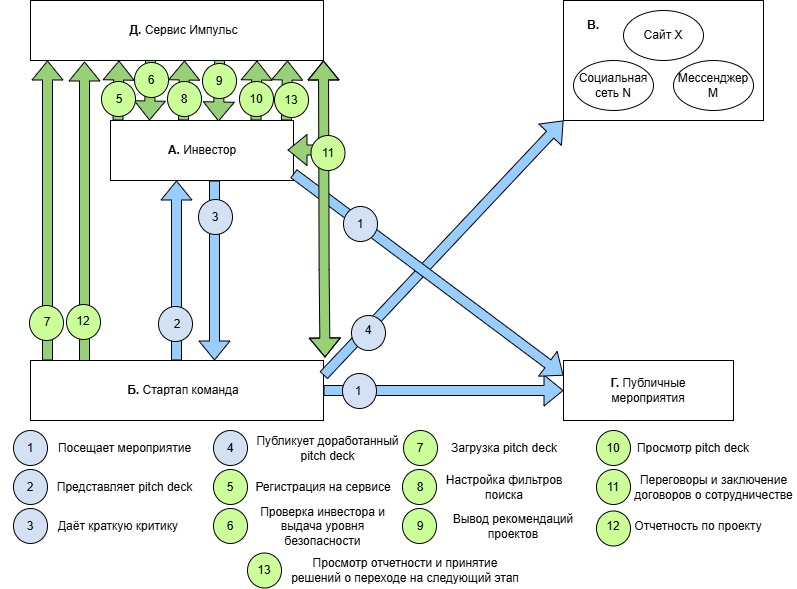 Д. Сервис Импульс
В.
Сайт X
Социальная
сеть N
Мессенджер
М
5
6
8
9
10
13
А. Инвестор
11
3
1
7
12
2
4
Б. Стартап команда
1
Г. Публичные
мероприятия
1 Посещает мероприятие
2 Представляет pitch deck
3 Даёт краткую критику
4 Публикует доработанный
pitch deck
5 Регистрация на сервисе
6 Проверка инвестора и
выдача уровня
безопасности
7 Загрузка pitch deck
8 Настройка фильтров
поиска
9 Вывод рекомендаций
проектов
10 Просмотр pitch deck
11 Переговоры и заключение
договоров о сотрудничестве
12 Отчетность по проекту
13 Просмотр отчетности и принятие
решений о переходе на следующий этап